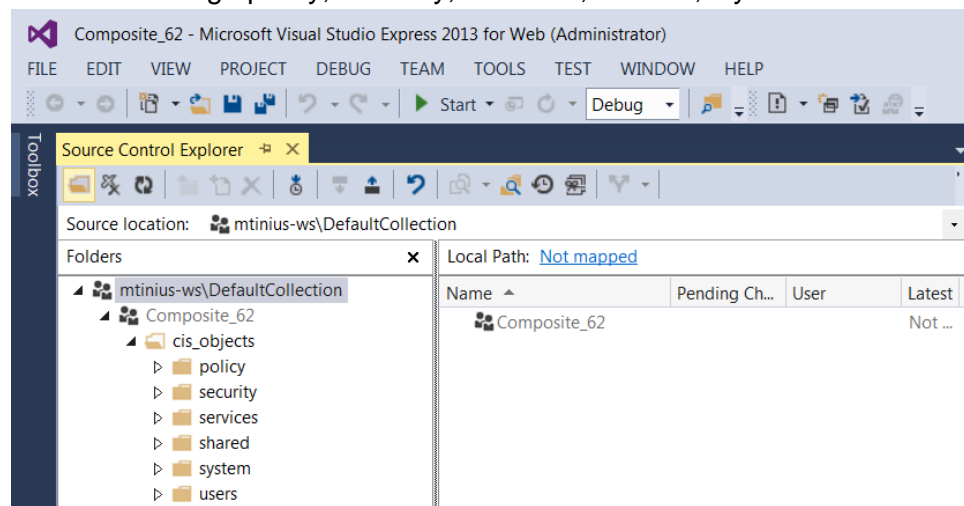 Composite_62 - Microsoft Visual Studio Express 2013 for Web (Administrator)
FILE EDIT VIEW PROJECT DEBUG TEAM TOOLS TEST WINDOW HELP
Start Debug
Toolbox
Source Control Explorer
Source location: mtinius-ws\DefaultCollection
Folders
Local Path: Not mapped
mtinius-ws\DefaultCollection
Name Pending Ch... User Latest
Composite_62
Composite_62 Not ...
cis_objects
policy
security
services
shared
system
users